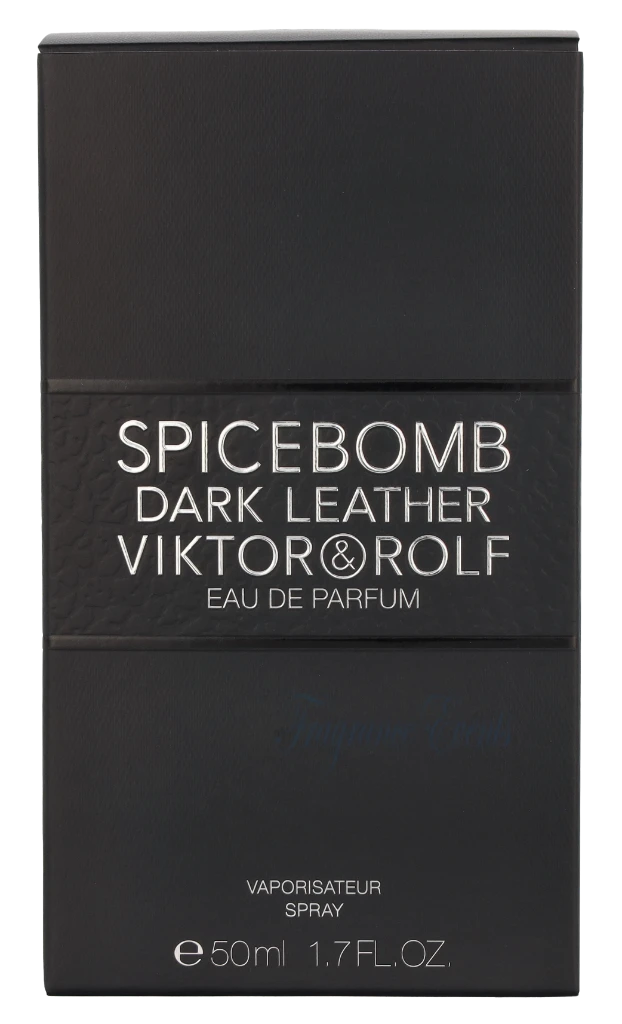 SPICEBOMB
DARK LEATHER
VIKTOR&ROLF
EAU DE PARFUM
VAPORISATEUR
SPRAY
℮50ml 1.7FL.OZ.